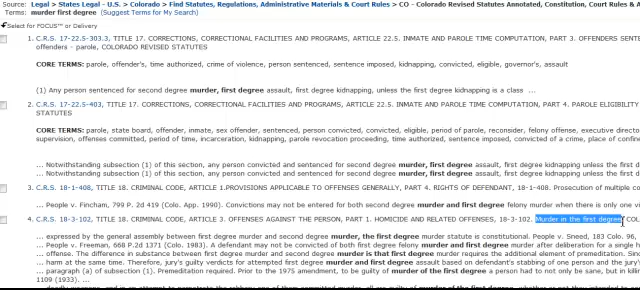 Source: Legal > States Legal - U.S. > Colorado > Find Statutes, Regulations, Administrative Materials & Court Rules > CO - Colorado Revised Statutes Annotated, Constitution, Court Rules & A
Terms: murder first degree (Suggest Terms for My Search)
Select for FOCUS™ or Delivery
1. C.R.S. 17-22.5-303.3, TITLE 17. CORRECTIONS, CORRECTIONAL FACILITIES AND PROGRAMS, ARTICLE 22.5. INMATE AND PAROLE TIME COMPUTATION, PART 3. OFFENDERS SENTE
offenders - parole, COLORADO REVISED STATUTES
CORE TERMS: parole, offender's, time authorized, crime of violence, person sentenced, sentence imposed, kidnapping, convicted, eligible, governor's, assault
(1) Any person sentenced for second degree murder, first degree assault, first degree kidnapping, unless the first degree kidnapping is a class ...
2. C.R.S. 17-22.5-403, TITLE 17. CORRECTIONS, CORRECTIONAL FACILITIES AND PROGRAMS, ARTICLE 22.5. INMATE AND PAROLE TIME COMPUTATION, PART 4. PAROLE ELIGIBILITY
STATUTES
CORE TERMS: parole, state board, offender, inmate, sex offender, sentenced, person convicted, convicted, eligible, period of parole, reconsider, felony offense, executive directo
supervision, offenses committed, period of time, incarceration, kidnapping, parole revocation proceeding, time authorized, sentence imposed, convicted of a crime, place of confine
... Notwithstanding subsection (1) of this section, any person convicted and sentenced for second degree murder, first degree assault, first degree kidnapping unless the first d
... Notwithstanding subsection (1) of this section, any person convicted and sentenced for second degree murder, first degree assault, first degree kidnapping unless the first d
3. C.R.S. 18-1-408, TITLE 18. CRIMINAL CODE, ARTICLE 1.PROVISIONS APPLICABLE TO OFFENSES GENERALLY, PART 4. RIGHTS OF DEFENDANT, 18-1-408. Prosecution of multiple co
... People v. Fincham, 799 P. 2d 419 (Colo. App. 1990). Convictions may not be entered for both second degree murder and first degree felony murder when there is only one vi
4. C.R.S. 18-3-102, TITLE 18. CRIMINAL CODE, ARTICLE 3. OFFENSES AGAINST THE PERSON, PART 1. HOMICIDE AND RELATED OFFENSES, 18-3-102. Murder in the first degree, COL
... expressed by the general assembly between first degree murder and second degree murder, the first degree murder statute is constitutional. People v. Sneed, 183 Colo. 96,
... People v. Freeman, 668 P.2d 1371 (Colo. 1983). A defendant may not be convicted of both first degree felony murder and first degree murder after deliberation for a single h
... offense. The difference in substance between first degree murder and second degree murder is that first degree murder requires the additional element of premeditation. Sinc
... harm at the same time. Therefore, jury's guilty verdicts for attempted first degree murder and first degree assault based on defendant's stabbing of one person and the jury'
... paragraph (a) of subsection (1). Premeditation required. Prior to the 1975 amendment, to be guilty of murder of the first degree a person had to not only be sane, but in killin
1109 (1933). ...